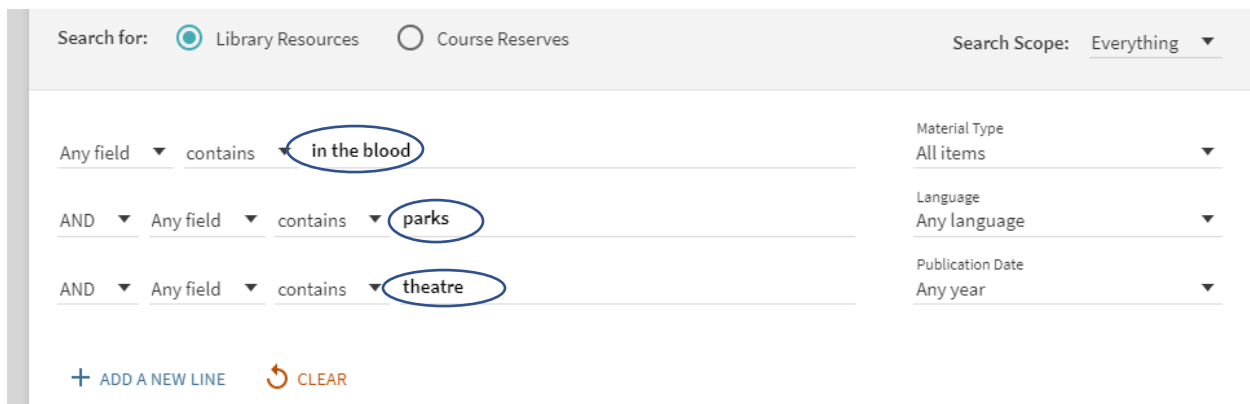 Search for: Library Resources Course Reserves Search Scope: Everything
Any field contains in the blood
Material Type
All items
AND Any field contains parks
Language
Any language
AND Any field contains theatre
Publication Date
Any year
+ ADD A NEW LINE CLEAR